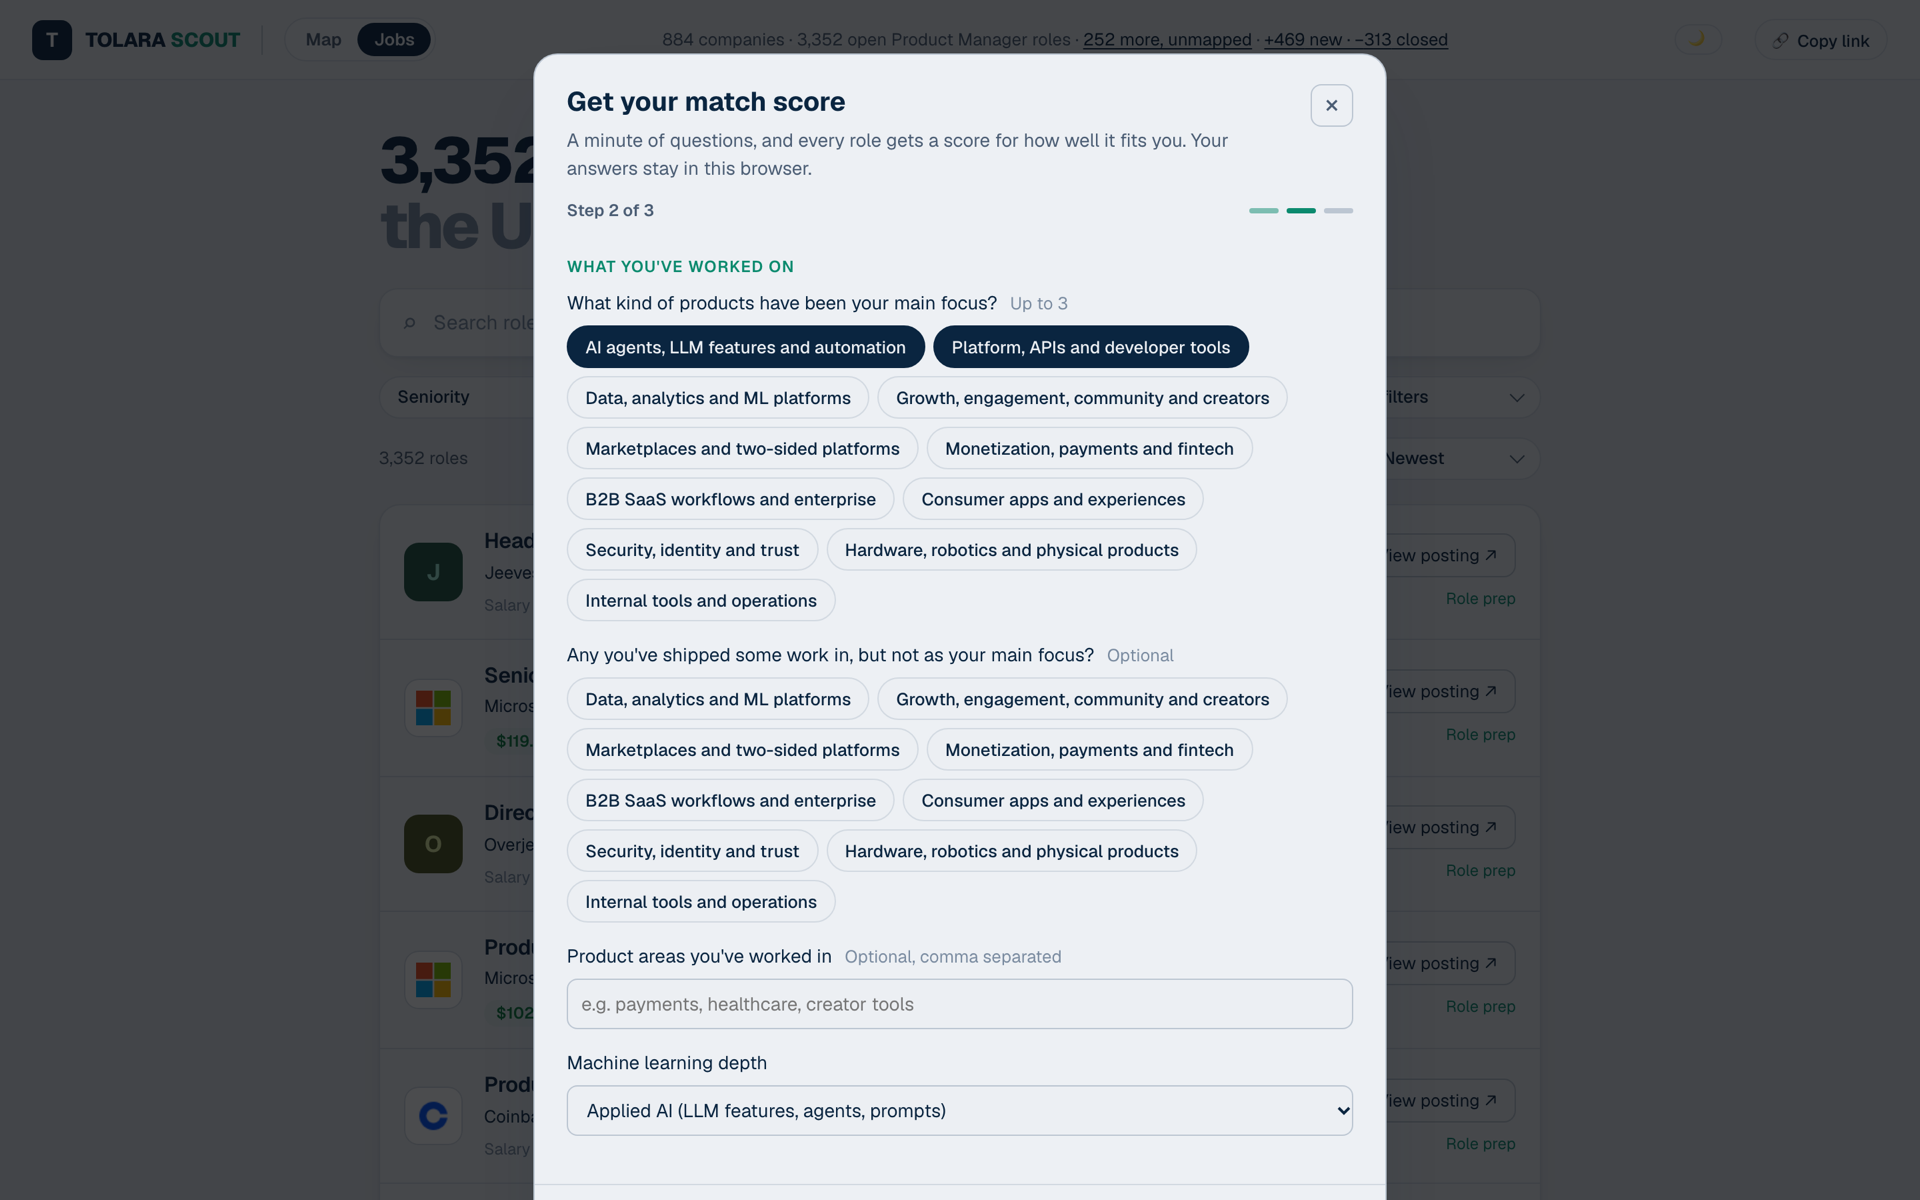 T TOLARA SCOUT Map Jobs 884 companies · 3,352 open Product Manager roles · 252 more, unmapped · +469 new · −313 closed Copy link
Get your match score
A minute of questions, and every role gets a score for how well it fits you. Your
answers stay in this browser.
Step 2 of 3
3,352
the U
Search role
Seniority
filters
3,352 roles
Newest
WHAT YOU'VE WORKED ON
What kind of products have been your main focus? Up to 3
AI agents, LLM features and automation Platform, APIs and developer tools
Data, analytics and ML platforms Growth, engagement, community and creators
Marketplaces and two-sided platforms Monetization, payments and fintech
B2B SaaS workflows and enterprise Consumer apps and experiences
Security, identity and trust Hardware, robotics and physical products
Internal tools and operations
Any you've shipped some work in, but not as your main focus? Optional
Data, analytics and ML platforms Growth, engagement, community and creators
Marketplaces and two-sided platforms Monetization, payments and fintech
B2B SaaS workflows and enterprise Consumer apps and experiences
Security, identity and trust Hardware, robotics and physical products
Internal tools and operations
Product areas you've worked in Optional, comma separated
e.g. payments, healthcare, creator tools
Machine learning depth
Applied AI (LLM features, agents, prompts)
J
Head
Jeeve
Salary
View posting ↗
Role prep
Senio
Micros
$119.
View posting ↗
Role prep
O
Direc
Overje
Salary
View posting ↗
Role prep
Produ
Micros
$102
View posting ↗
Role prep
Produ
Coinb
Salary
View posting ↗
Role prep